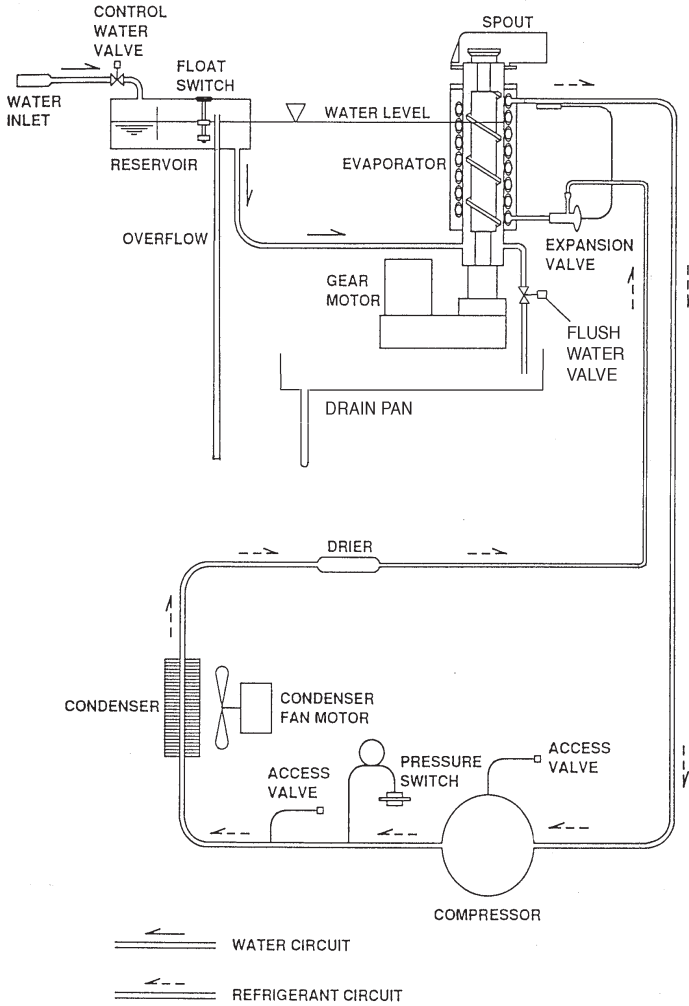 CONTROL
WATER
VALVE
SPOUT
FLOAT
SWITCH
WATER
INLET
WATER LEVEL
RESERVOIR
EVAPORATOR
OVERFLOW
EXPANSION
VALVE
GEAR
MOTOR
FLUSH
WATER
VALVE
DRAIN PAN
DRIER
CONDENSER
CONDENSER
FAN MOTOR
ACCESS
VALVE
PRESSURE
SWITCH
ACCESS
VALVE
COMPRESSOR
WATER CIRCUIT
REFRIGERANT CIRCUIT